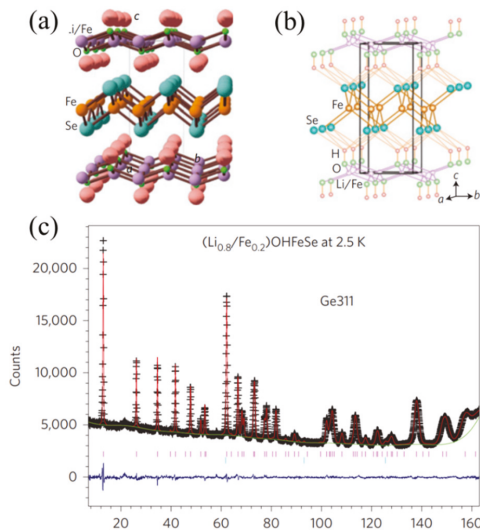 (a)
c
.i/Fe
O
Fe
Se
a
b
(b)
Fe
Se
H
O
Li/Fe
c
a
b
(c)
(Li0.8/Fe0.2)OHFeSe at 2.5 K
Ge311
Counts
20,000
15,000
10,000
5,000
0
20 40 60 80 100 120 140 160